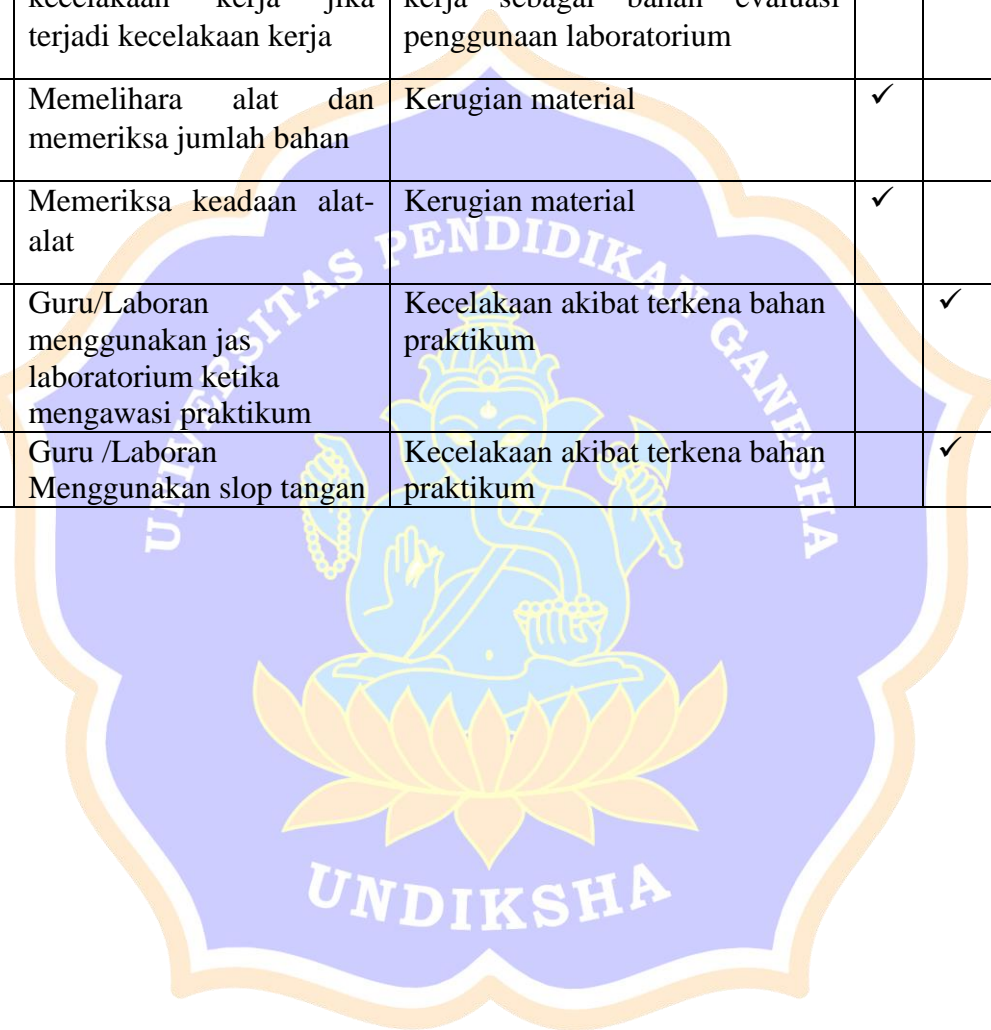 kecelakaan kerja jika
terjadi kecelakaan kerja
kerja sebagai bahan evaluasi
penggunaan laboratorium
Memelihara alat dan
memeriksa jumlah bahan
Kerugian material
✓
Memeriksa keadaan alat-
alat
Kerugian material
✓
Guru/Laboran
menggunakan jas
laboratorium ketika
mengawasi praktikum
Kecelakaan akibat terkena bahan
praktikum
✓
Guru /Laboran
Menggunakan slop tangan
Kecelakaan akibat terkena bahan
praktikum
✓
UNIVERSITAS PENDIDIKAN GANESHA
UNDIKSHA